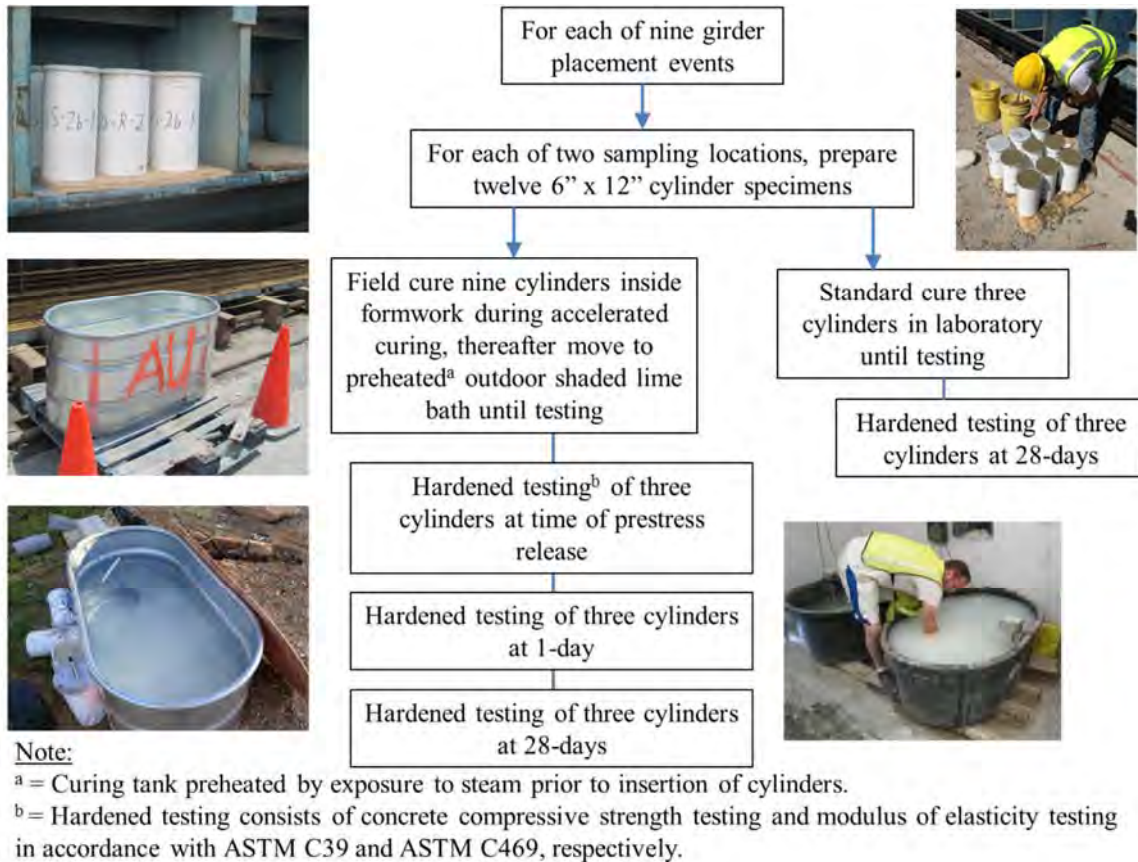 For each of nine girder
placement events
For each of two sampling locations, prepare
twelve 6” x 12” cylinder specimens
Field cure nine cylinders inside
formwork during accelerated
curing, thereafter move to
preheatedᵃ outdoor shaded lime
bath until testing
Standard cure three
cylinders in laboratory
until testing
Hardened testing of three
cylinders at 28-days
Hardened testingᵇ of three
cylinders at time of prestress
release
Hardened testing of three cylinders
at 1-day
Hardened testing of three cylinders
at 28-days
AU
Note:
ᵃ = Curing tank preheated by exposure to steam prior to insertion of cylinders.
ᵇ = Hardened testing consists of concrete compressive strength testing and modulus of elasticity testing
in accordance with ASTM C39 and ASTM C469, respectively.